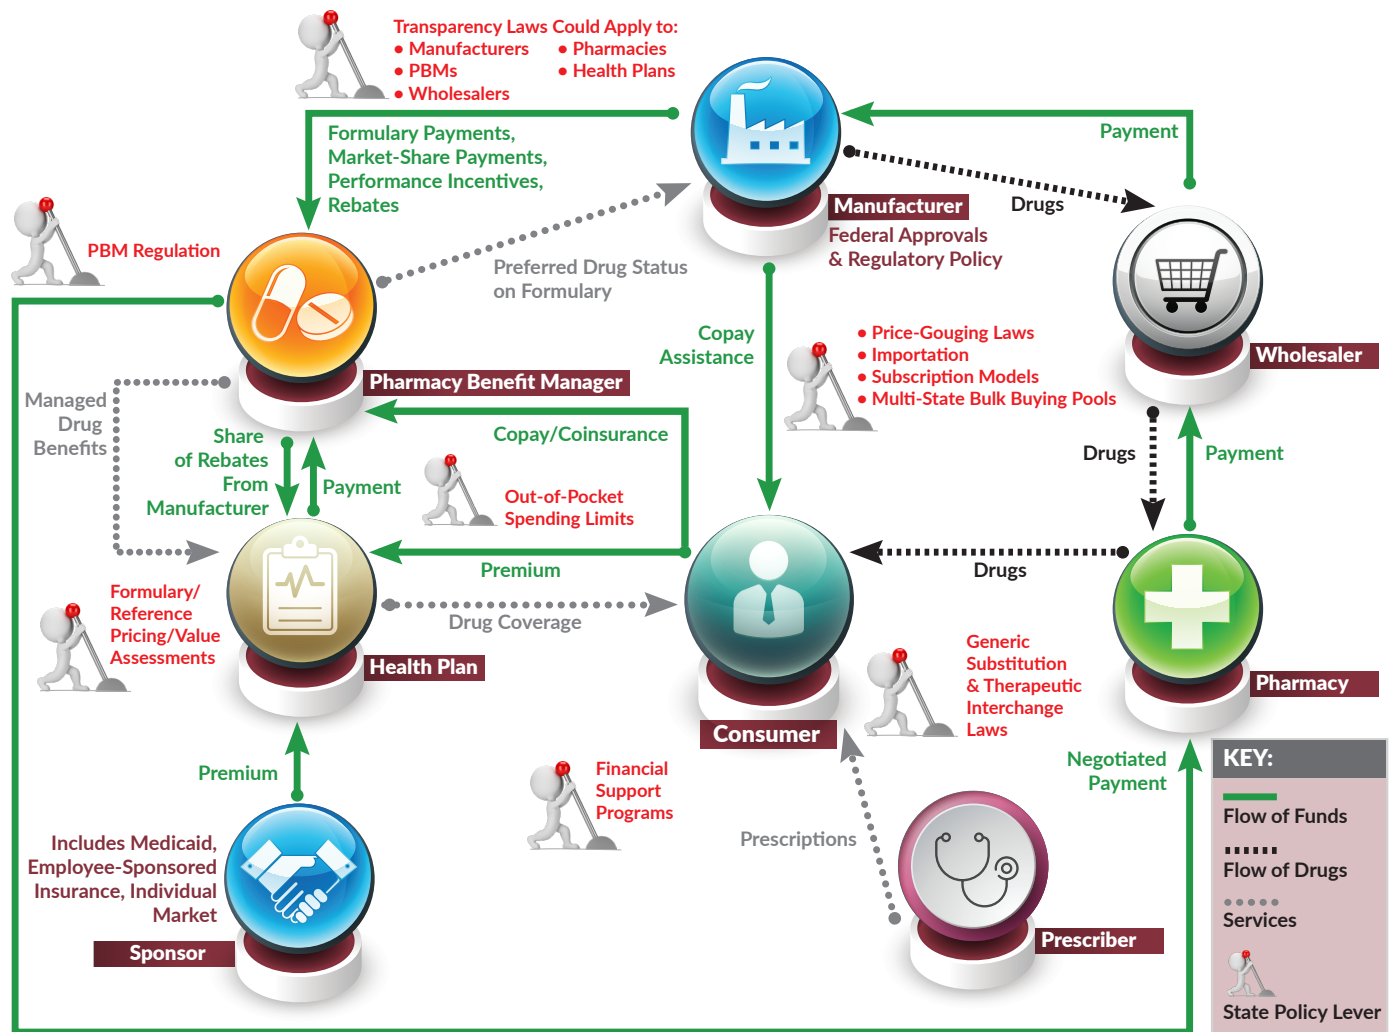 Transparency Laws Could Apply to:
• Manufacturers
• PBMs
• Wholesalers
• Pharmacies
• Health Plans
Formulary Payments,
Market-Share Payments,
Performance Incentives,
Rebates
Payment
Drugs
Manufacturer
Federal Approvals
& Regulatory Policy
PBM Regulation
Preferred Drug Status
on Formulary
Copay
Assistance
• Price-Gouging Laws
• Importation
• Subscription Models
• Multi-State Bulk Buying Pools
Wholesaler
Pharmacy Benefit Manager
Managed
Drug
Benefits
Share
of Rebates
From
Manufacturer
Payment
Copay/Coinsurance
Out-of-Pocket
Spending Limits
Drugs
Payment
Premium
Drugs
Formulary/
Reference
Pricing/Value
Assessments
Drug Coverage
Health Plan
Generic
Substitution
& Therapeutic
Interchange
Laws
Pharmacy
Consumer
Premium
Financial
Support
Programs
Negotiated
Payment
Includes Medicaid,
Employee-Sponsored
Insurance, Individual
Market
Sponsor
Prescriptions
Prescriber
KEY:
Flow of Funds
Flow of Drugs
Services
State Policy Lever